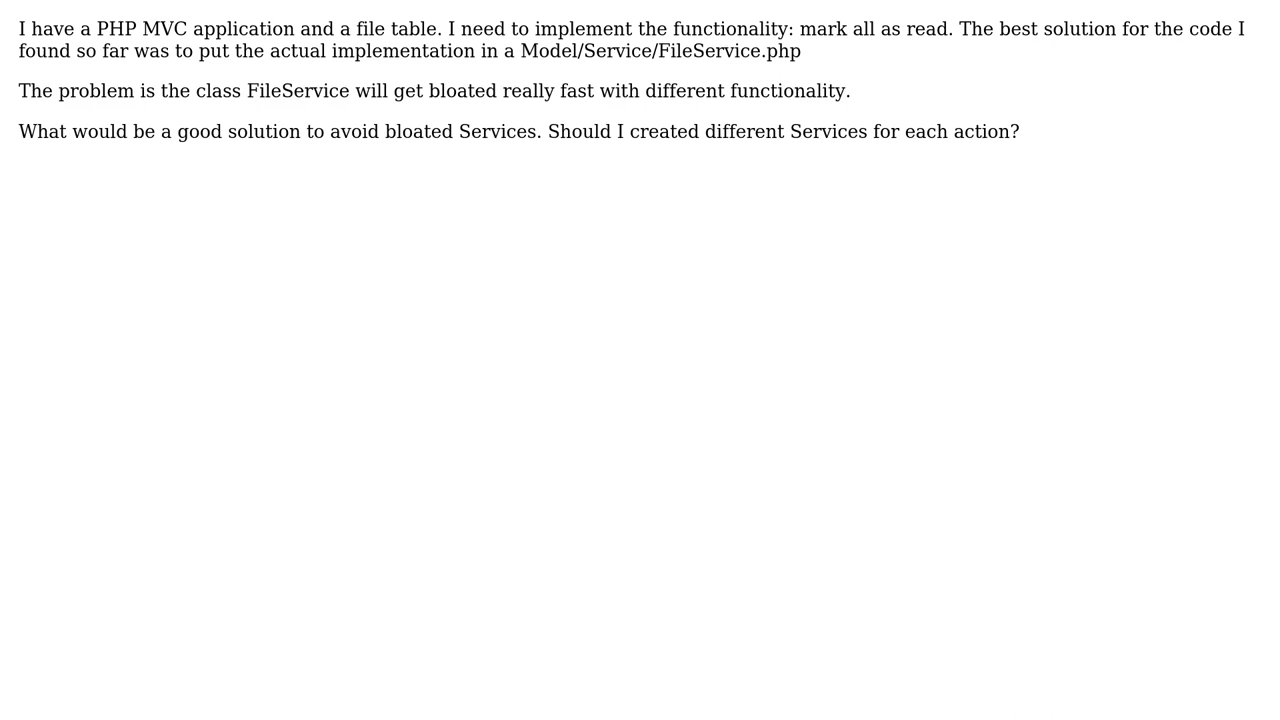 I have a PHP MVC application and a file table. I need to implement the functionality: mark all as read. The best solution for the code I
found so far was to put the actual implementation in a Model/Service/FileService.php
The problem is the class FileService will get bloated really fast with different functionality.
What would be a good solution to avoid bloated Services. Should I created different Services for each action?